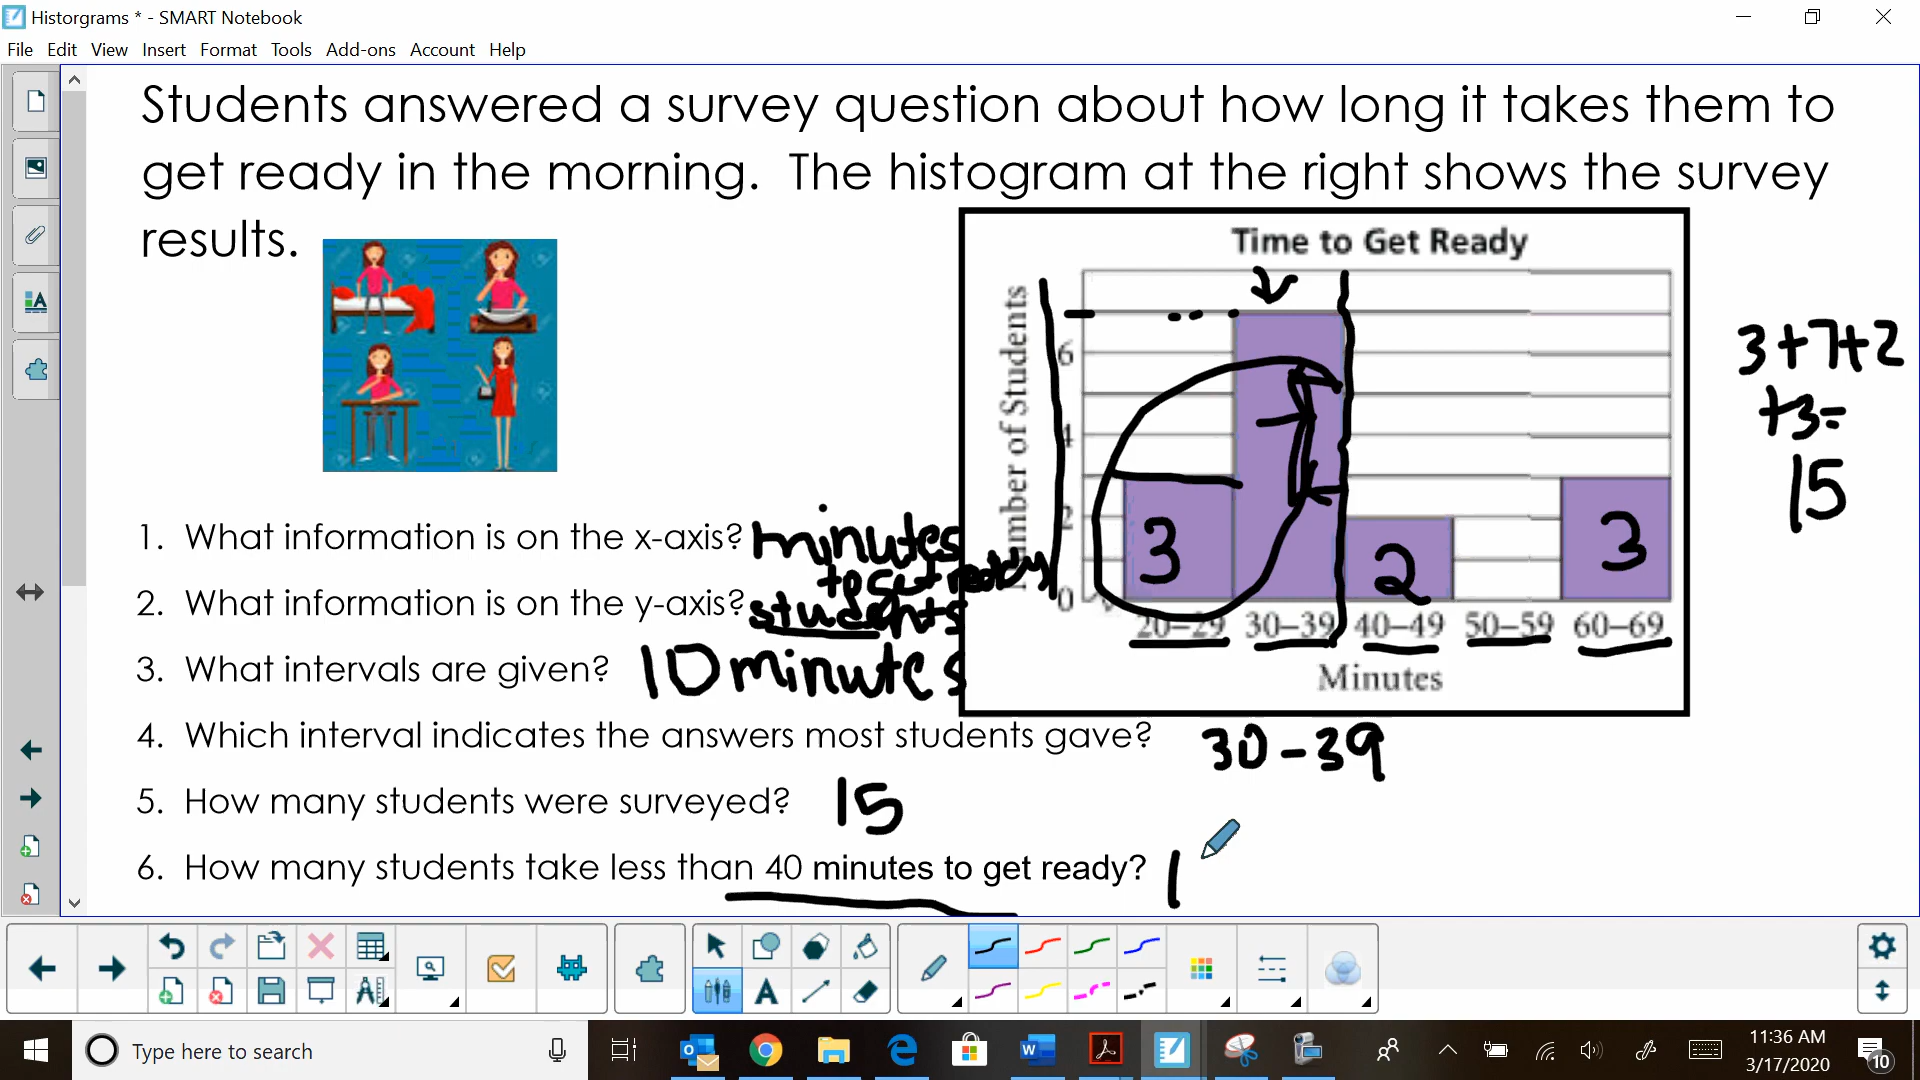 Historgrams * - SMART Notebook
File Edit View Insert Format Tools Add-ons Account Help
Students answered a survey question about how long it takes them to
get ready in the morning. The histogram at the right shows the survey
results.
Time to Get Ready
Number of Students
6
4
2
0
3
7
2
3
20–29 30–39 40–49 50–59 60–69
Minutes
3+7+2
+3=
15
1. What information is on the x-axis? minutes
to get ready
2. What information is on the y-axis? students
3. What intervals are given? 10 minutes
4. Which interval indicates the answers most students gave? 30-39
5. How many students were surveyed? 15
6. How many students take less than 40 minutes to get ready? 1
Type here to search
11:36 AM
3/17/2020
10